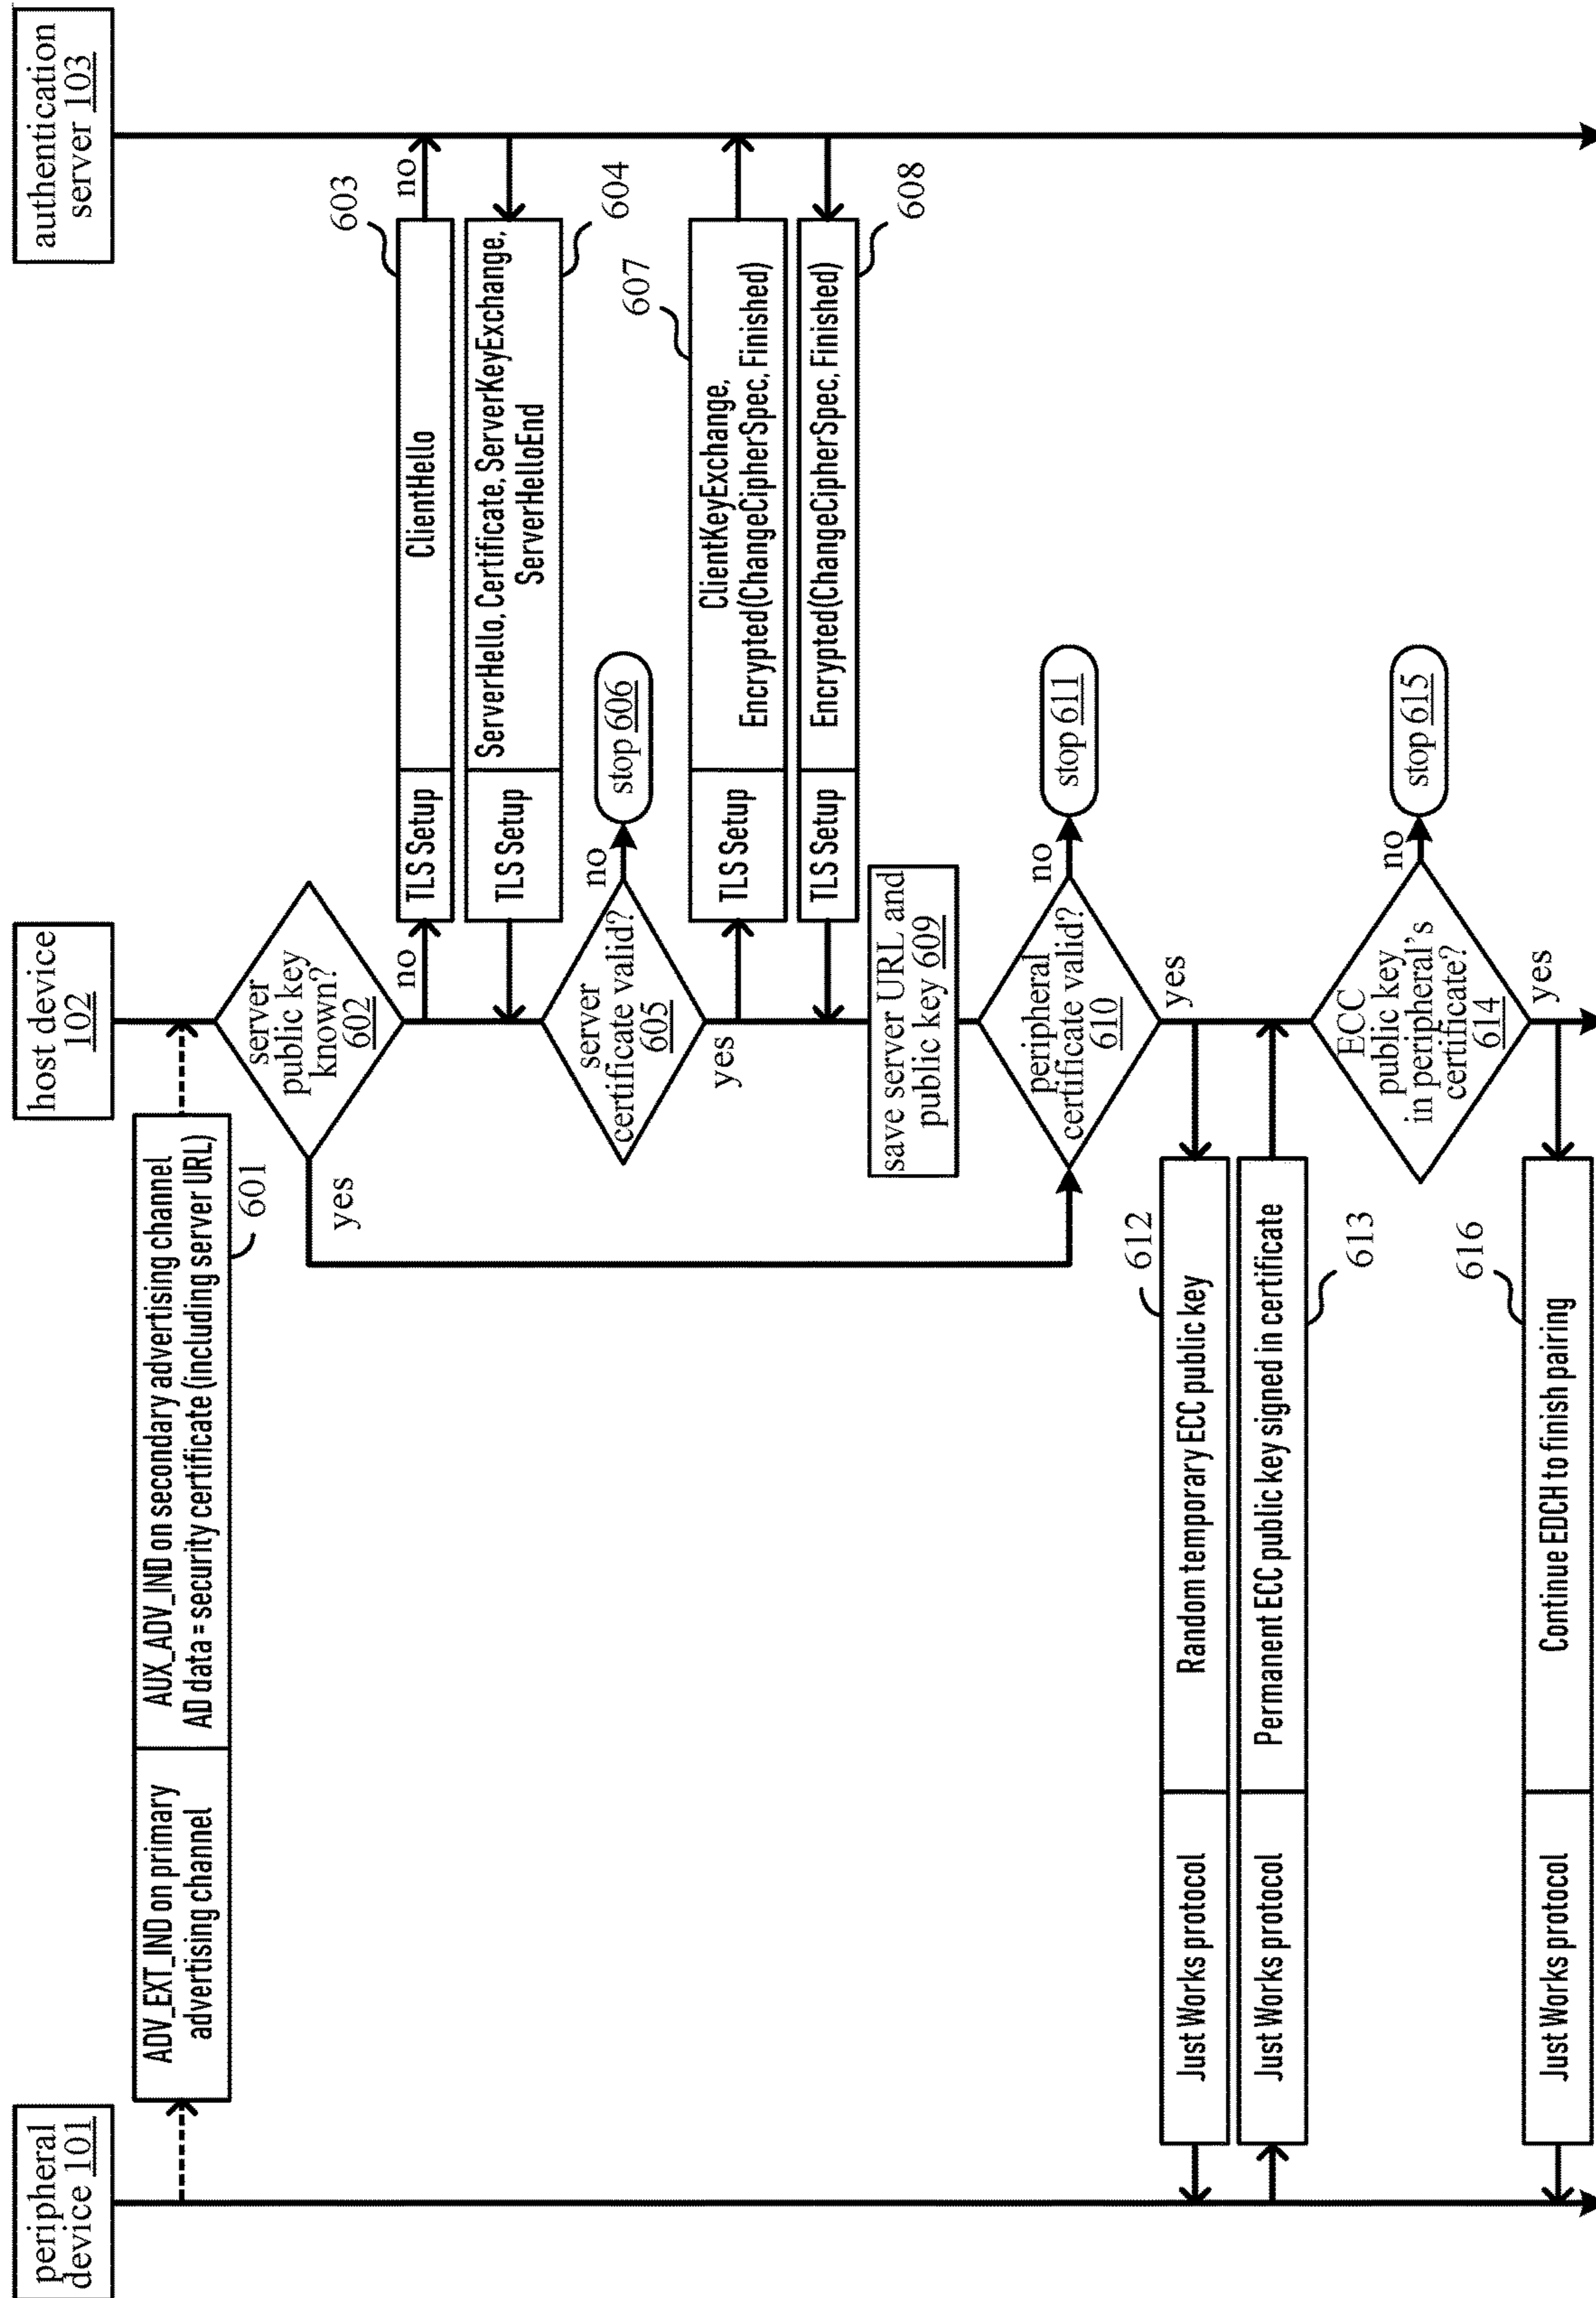 peripheral
device 101
host device
102
authentication
server 103
ADV_EXT_IND on primary
advertising channel
AUX_ADV_IND on secondary advertising channel
AD data = security certificate (including server URL)
601
server
public key
known?
602
yes
no
TLS Setup
ClientHello
no
603
TLS Setup
ServerHello, Certificate, ServerKeyExchange,
ServerHelloEnd
604
server
certificate valid?
605
no
stop 606
yes
607
TLS Setup
ClientKeyExchange,
Encrypted(ChangeCipherSpec, Finished)
TLS Setup
Encrypted(ChangeCipherSpec, Finished)
608
save server URL and
public key 609
peripheral
certificate valid?
610
no
stop 611
yes
612
Just Works protocol
Random temporary ECC public key
Just Works protocol
Permanent ECC public key signed in certificate
613
ECC
public key
in peripheral's
certificate?
614
no
stop 615
yes
616
Just Works protocol
Continue EDCH to finish pairing